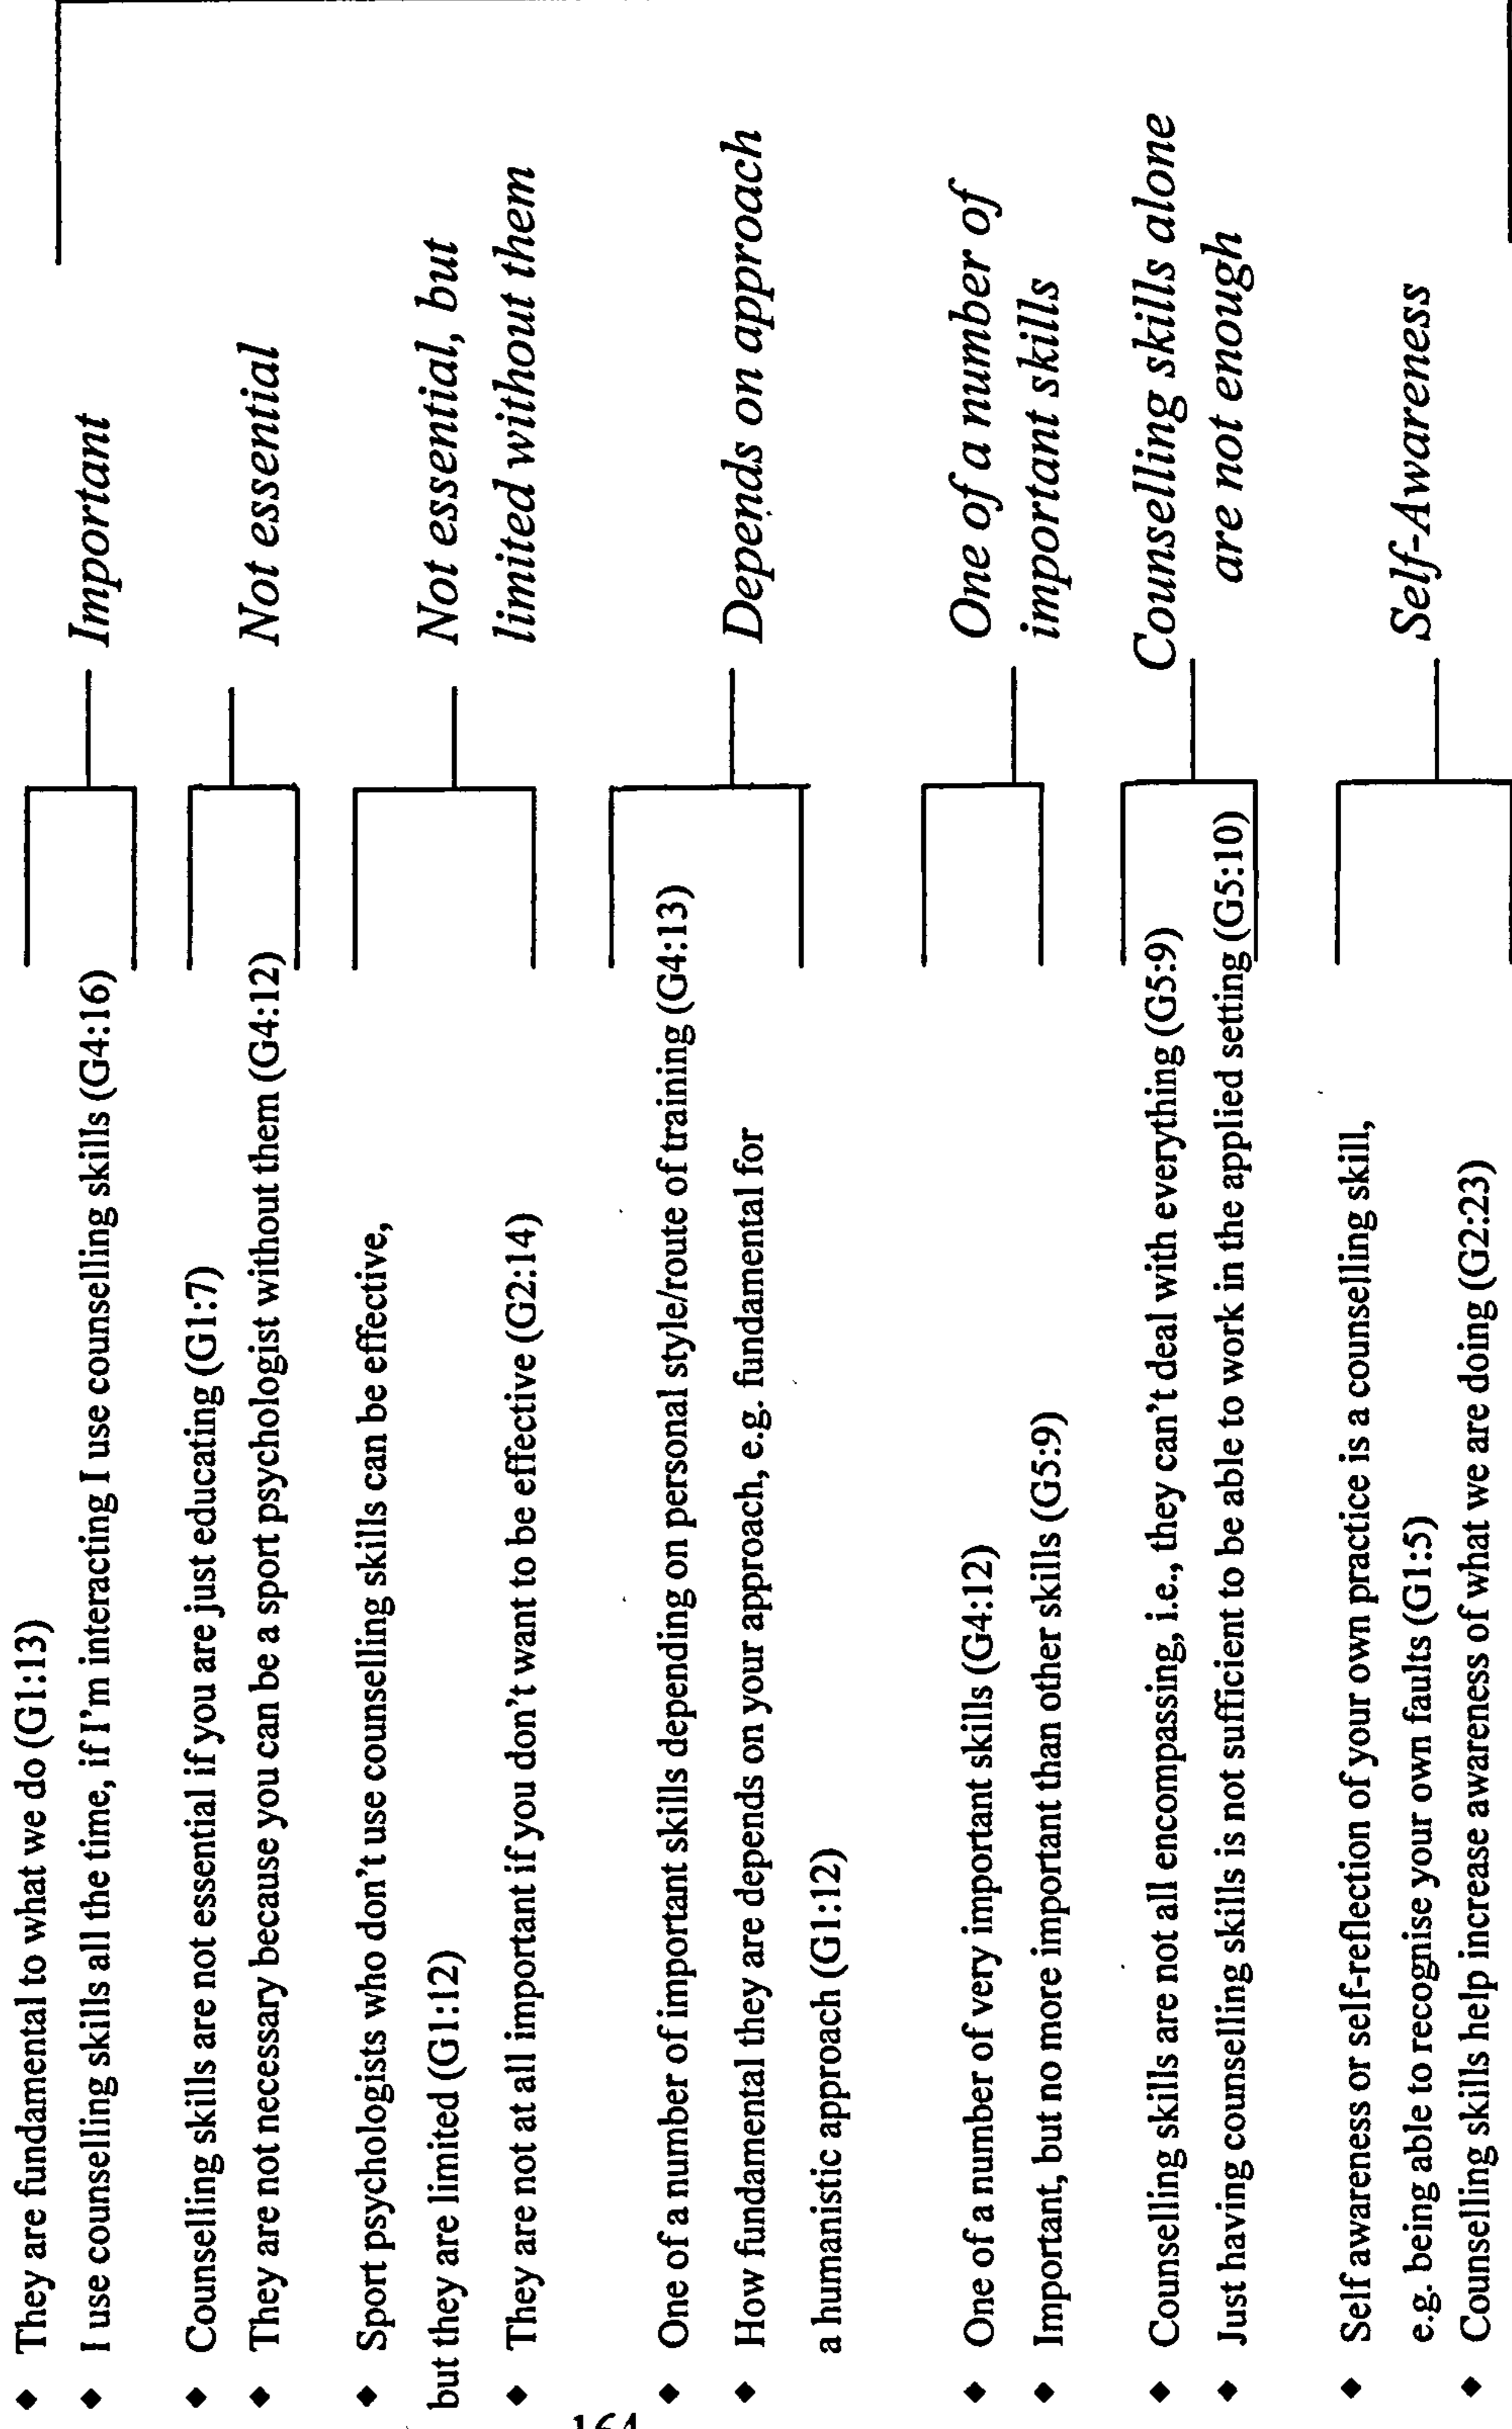 ◆ They are fundamental to what we do (G1:13)
◆ I use counselling skills all the time, if I'm interacting I use counselling skills (G4:16)
Important
◆ Counselling skills are not essential if you are just educating (G1:7)
◆ They are not necessary because you can be a sport psychologist without them (G4:12)
Not essential
◆ Sport psychologists who don't use counselling skills can be effective,
but they are limited (G1:12)
◆ They are not at all important if you don't want to be effective (G2:14)
Not essential, but
limited without them
◆ One of a number of important skills depending on personal style/route of training (G4:13)
◆ How fundamental they are depends on your approach, e.g. fundamental for
a humanistic approach (G1:12)
Depends on approach
◆ One of a number of very important skills (G4:12)
◆ Important, but no more important than other skills (G5:9)
One of a number of
important skills
◆ Counselling skills are not all encompassing, i.e., they can't deal with everything (G5:9)
◆ Just having counselling skills is not sufficient to be able to work in the applied setting (G5:10)
Counselling skills alone
are not enough
◆ Self awareness or self-reflection of your own practice is a counselling skill,
e.g. being able to recognise your own faults (G1:5)
◆ Counselling skills help increase awareness of what we are doing (G2:23)
Self-Awareness
164